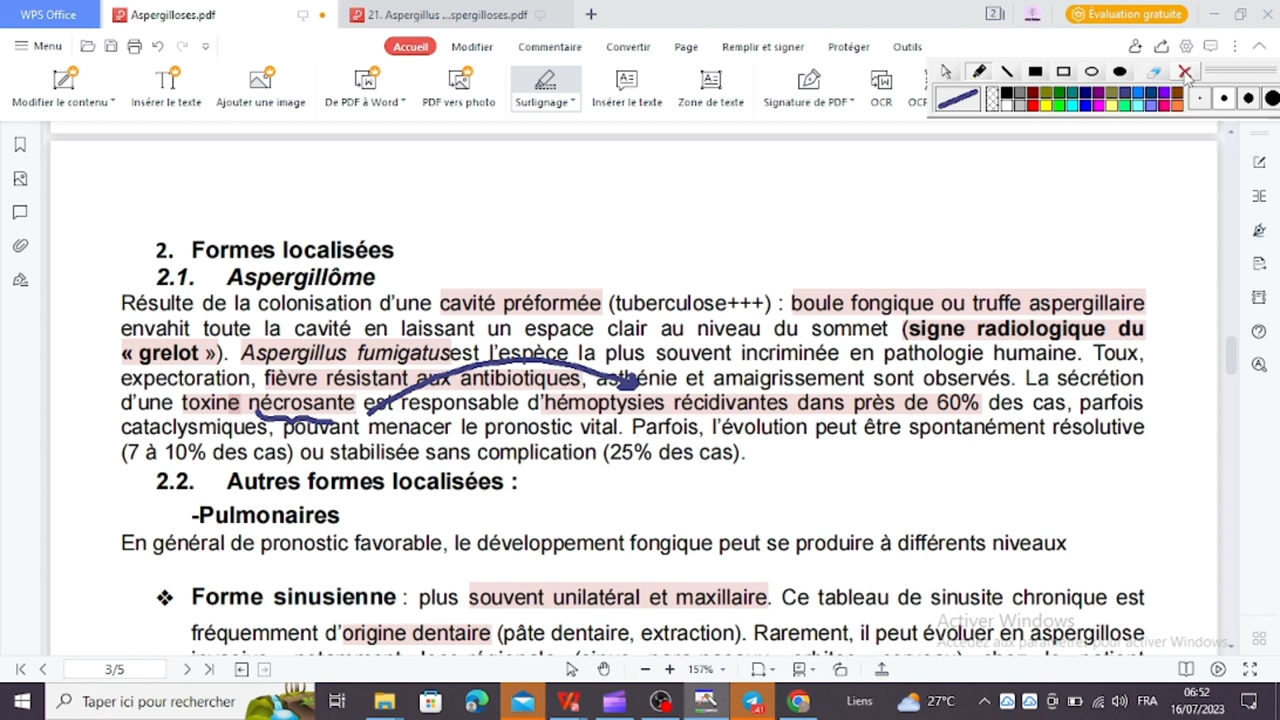 WPS Office
Aspergilloses.pdf
21. Aspergillus ...spergilloses.pdf
Évaluation gratuite
Menu
Accueil
Modifier
Commentaire
Convertir
Page
Remplir et signer
Protéger
Outils
Modifier le contenu
Insérer le texte
Ajouter une image
De PDF à Word
PDF vers photo
Surlignage
Insérer le texte
Zone de texte
Signature de PDF
OCR
2. Formes localisées
2.1. Aspergillôme
Résulte de la colonisation d'une cavité préformée (tuberculose+++) : boule fongique ou truffe aspergillaire
envahit toute la cavité en laissant un espace clair au niveau du sommet (signe radiologique du
« grelot »). Aspergillus fumigatusest l'espèce la plus souvent incriminée en pathologie humaine. Toux,
expectoration, fièvre résistant aux antibiotiques, asthénie et amaigrissement sont observés. La sécrétion
d'une toxine nécrosante est responsable d'hémoptysies récidivantes dans près de 60% des cas, parfois
cataclysmiques, pouvant menacer le pronostic vital. Parfois, l'évolution peut être spontanément résolutive
(7 à 10% des cas) ou stabilisée sans complication (25% des cas).
2.2. Autres formes localisées :
-Pulmonaires
En général de pronostic favorable, le développement fongique peut se produire à différents niveaux
❖ Forme sinusienne : plus souvent unilatéral et maxillaire. Ce tableau de sinusite chronique est
fréquemment d'origine dentaire (pâte dentaire, extraction). Rarement, il peut évoluer en aspergillose
Activer Windows
Accédez aux paramètres pour activer Windows.
3/5
157%
Taper ici pour rechercher
Liens
27°C
FRA
06:52
16/07/2023